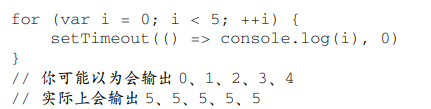 for (var i = 0; i < 5; ++i) {
    setTimeout(() => console.log(i), 0)
}
// 你可能以为会输出 0、1、2、3、4
// 实际上会输出 5、5、5、5、5